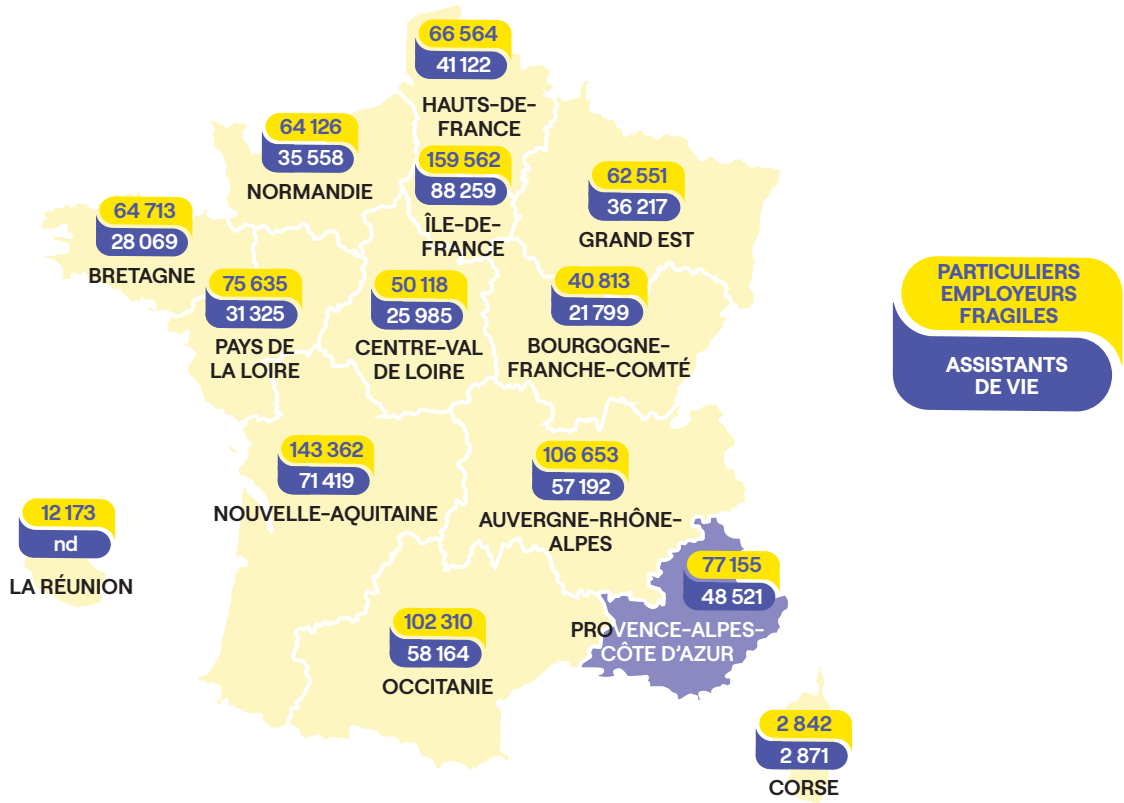 66 564
41 122
HAUTS-DE-
FRANCE
64 126
35 558
NORMANDIE
159 562
88 259
ÎLE-DE-
FRANCE
62 551
36 217
GRAND EST
64 713
28 069
BRETAGNE
75 635
31 325
PAYS DE
LA LOIRE
50 118
25 985
CENTRE-VAL
DE LOIRE
40 813
21 799
BOURGOGNE-
FRANCHE-COMTÉ
PARTICULIERS
EMPLOYEURS
FRAGILES
ASSISTANTS
DE VIE
143 362
71 419
NOUVELLE-AQUITAINE
106 653
57 192
AUVERGNE-RHÔNE-
ALPES
12 173
nd
LA RÉUNION
77 155
48 521
PROVENCE-ALPES-
CÔTE D'AZUR
102 310
58 164
OCCITANIE
2 842
2 871
CORSE